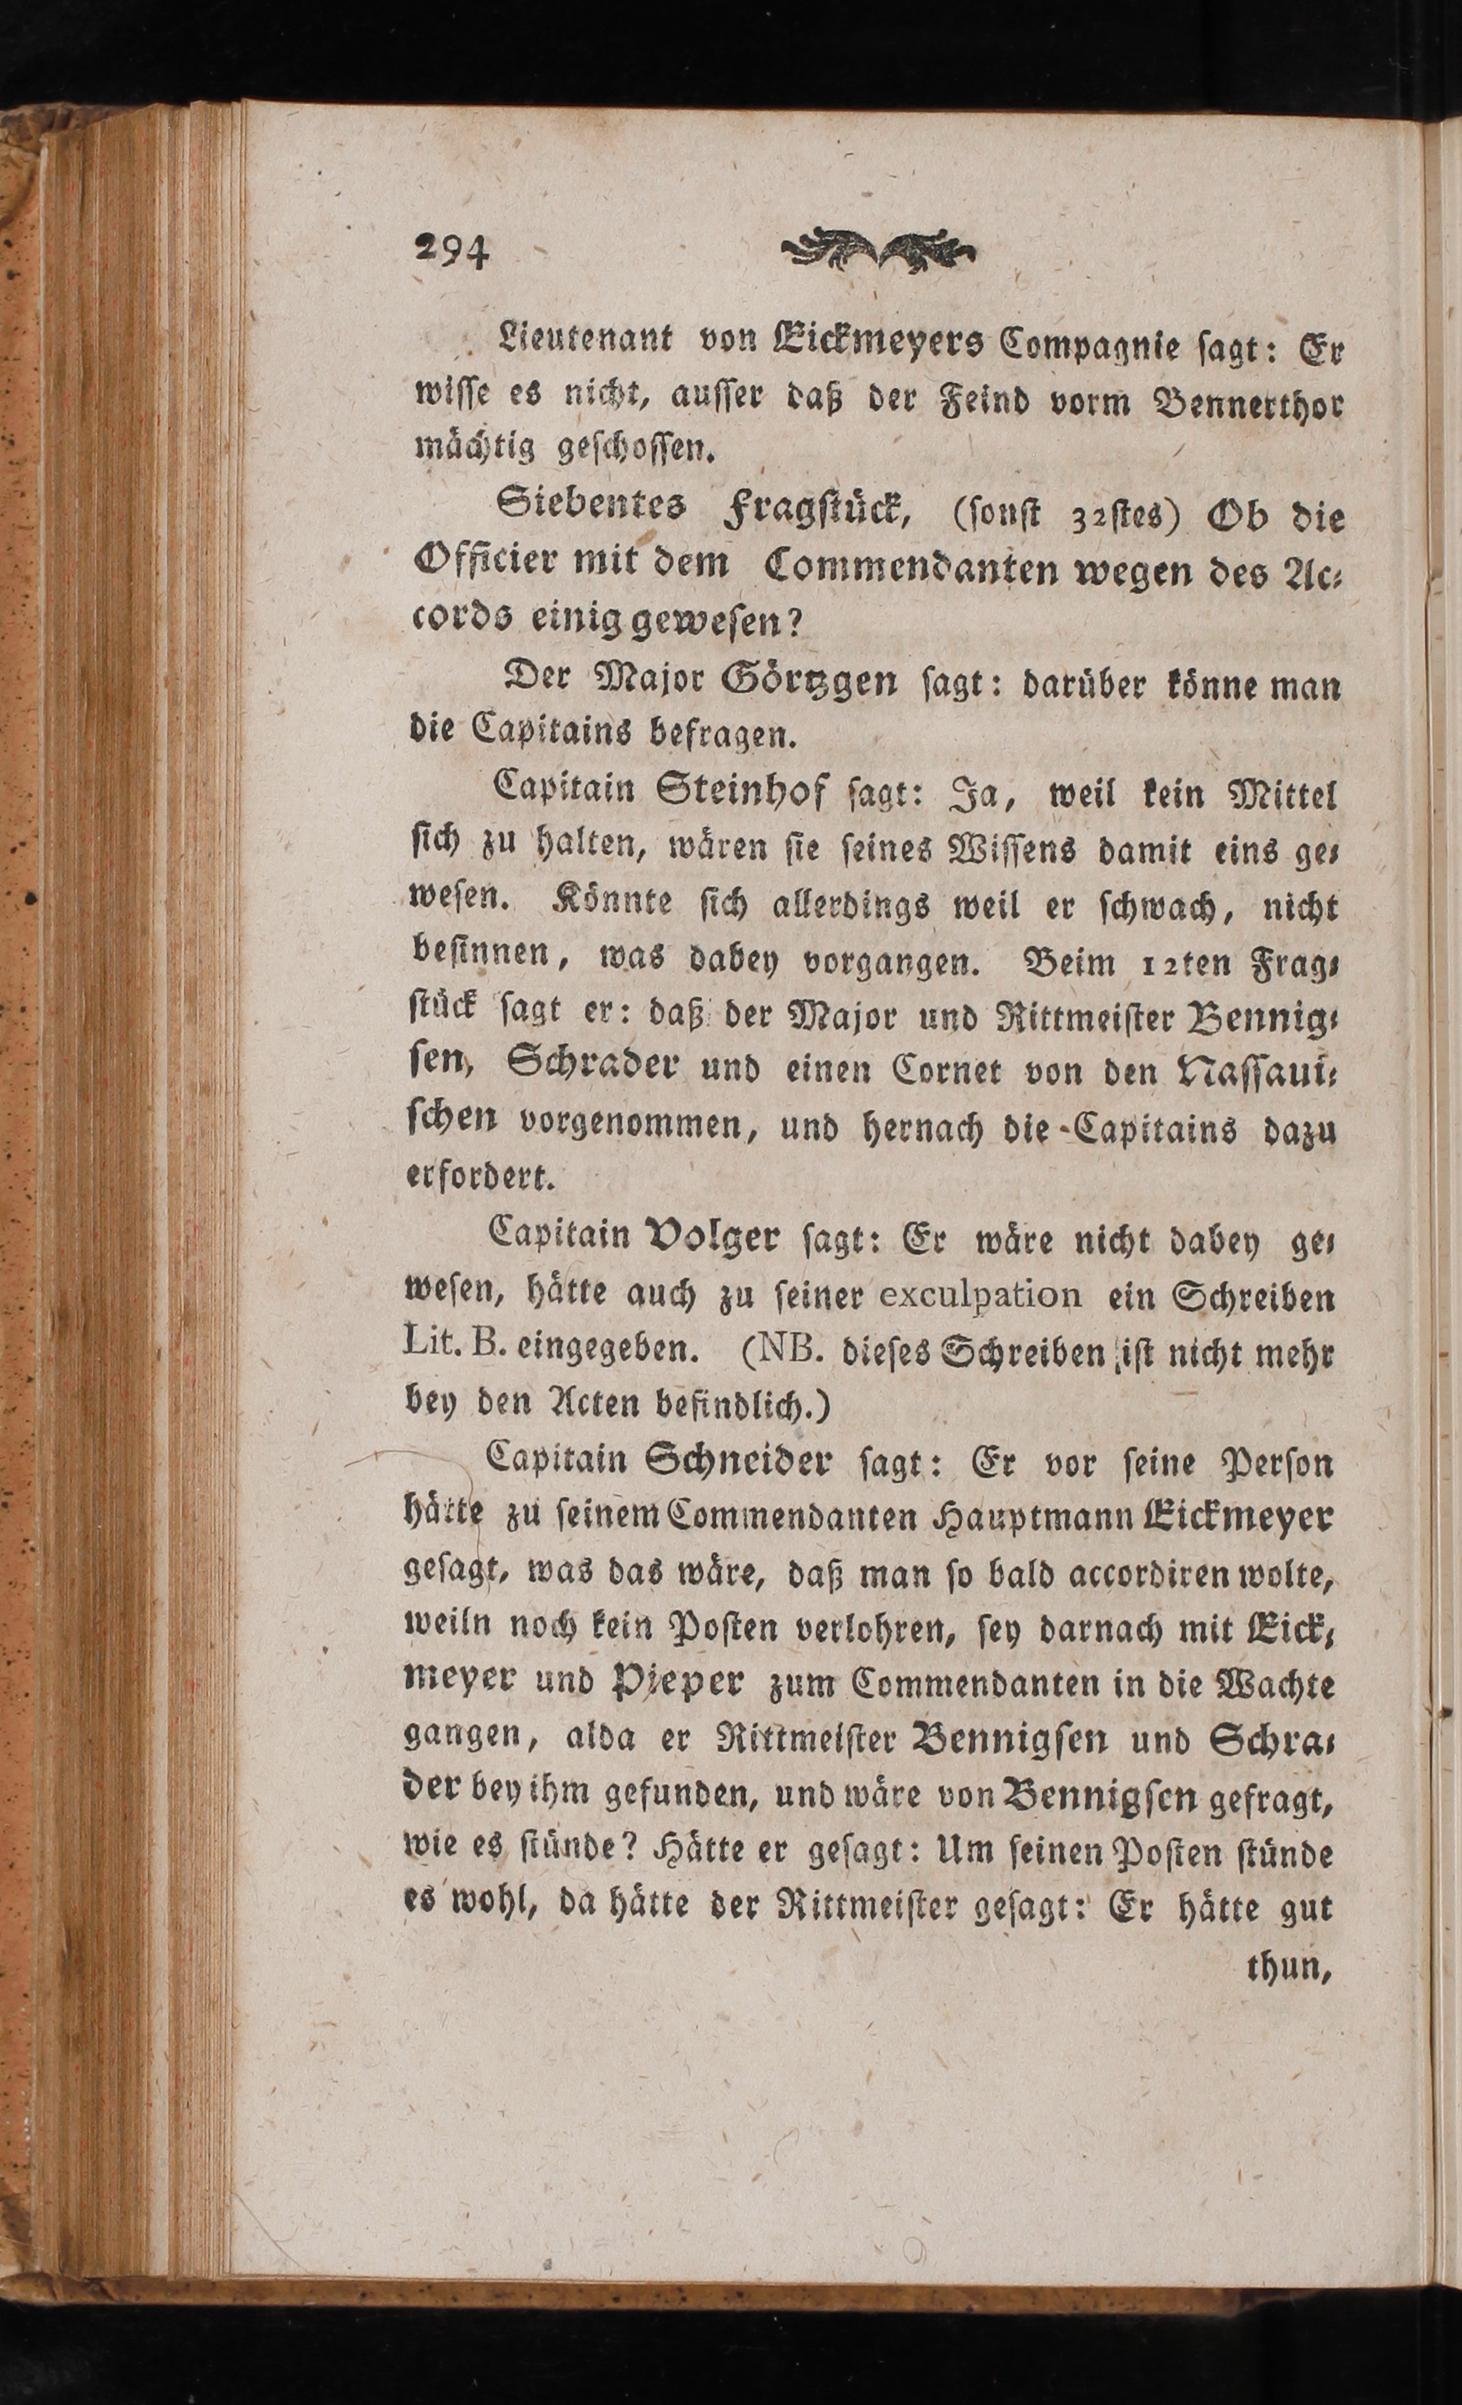 294
Lieutenant von Eickmeyers Compagnie ſagt: Er
wiſſe es nicht, auſſer daß der Feind vorm Bennerthor
mächtig geſchoſſen.
Siebentes Fragſtück, (ſonſt 32ſtes) Ob die
Officier mit dem Commendanten wegen des Ac⸗
cords einig geweſen?
Der Major Görtzgen ſagt: darüber könne man
die Capitains befragen.
Capitain Steinhof ſagt: Ja, weil kein Mittel
ſich zu halten, wären ſie ſeines Wiſſens damit eins ge⸗
weſen. Könnte ſich allerdings weil er ſchwach, nicht
beſinnen, was dabey vorgangen. Beim 12ten Frag⸗
ſtück ſagt er: daß der Major und Rittmeiſter Bennig⸗
ſen, Schrader und einen Cornet von den Naſſaui⸗
ſchen vorgenommen, und hernach die Capitains dazu
erfordert.
Capitain Volger ſagt: Er wäre nicht dabey ge⸗
weſen, hätte auch zu ſeiner exculpation ein Schreiben
Lit. B. eingegeben. (NB. dieſes Schreiben iſt nicht mehr
bey den Acten befindlich.)
Capitain Schneider ſagt: Er vor ſeine Perſon
hätte zu ſeinem Commendanten Hauptmann Eickmeyer
geſagt, was das wäre, daß man ſo bald accordiren wolte,
weiln noch kein Poſten verlohren, ſey darnach mit Eick⸗
meyer und Pieper zum Commendanten in die Wachte
gangen, alda er Rittmeiſter Bennigſen und Schra⸗
der bey ihm gefunden, und wäre von Bennigſen gefragt,
wie es ſtünde? Hätte er geſagt: Um ſeinen Poſten ſtünde
es wohl, da hätte der Rittmeiſter geſagt: Er hätte gut
thun,